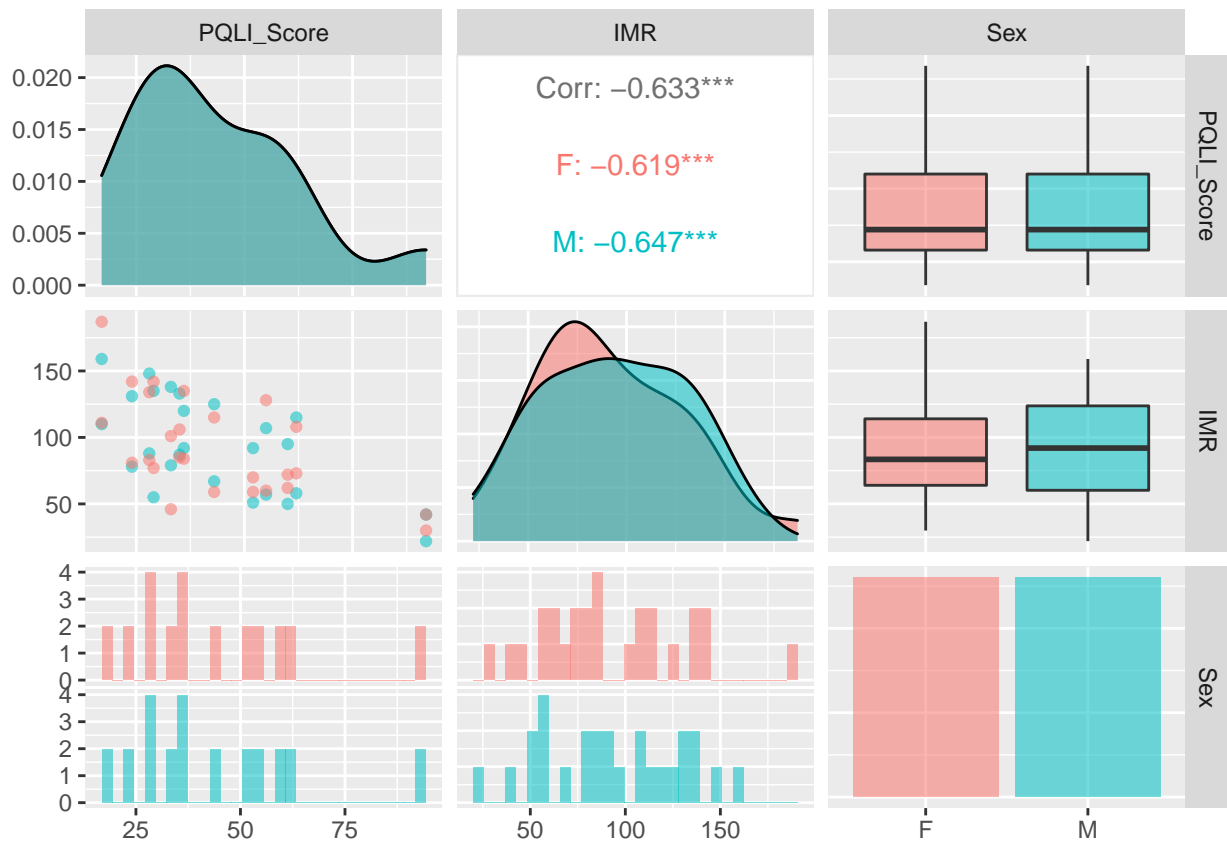 PQLI_Score
IMR
Sex
0.020
0.015
0.010
0.005
0.000
Corr: −0.633***
F: −0.619***
M: −0.647***
PQLI_Score
150
100
50
IMR
4
3
2
1
0
4
3
2
1
0
Sex
25 50 75
50 100 150
F M